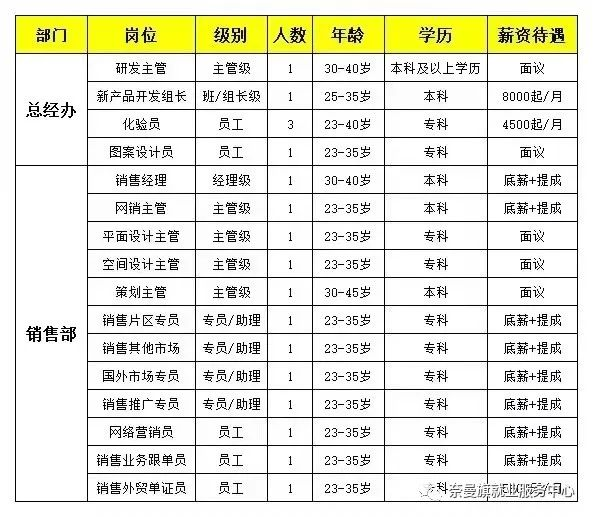 部门 岗位 级别 人数 年龄 学历 薪资待遇
总经办
研发主管 主管级 1 30-40岁 本科及以上学历 面议
新产品开发组长 班/组长级 1 25-35岁 本科 8000起/月
化验员 员工 3 23-40岁 专科 4500起/月
图案设计员 员工 1 23-35岁 专科 面议
销售部
销售经理 经理级 1 30-40岁 本科 底薪+提成
网销主管 主管级 1 23-35岁 本科 底薪+提成
平面设计主管 主管级 1 23-35岁 专科 面议
空间设计主管 主管级 1 23-35岁 专科 面议
策划主管 主管级 1 30-45岁 本科 面议
销售片区专员 专员/助理 1 23-35岁 专科 底薪+提成
销售其他市场 专员/助理 1 23-35岁 专科 底薪+提成
国外市场专员 专员/助理 1 23-35岁 专科 底薪+提成
销售推广专员 专员/助理 1 23-35岁 专科 底薪+提成
网络营销员 员工 1 23-35岁 专科 底薪+提成
销售业务跟单员 员工 1 23-35岁 专科 底薪+提成
销售外贸单证员 员工 1 23-35岁 专科
奈曼旗就业服务中心